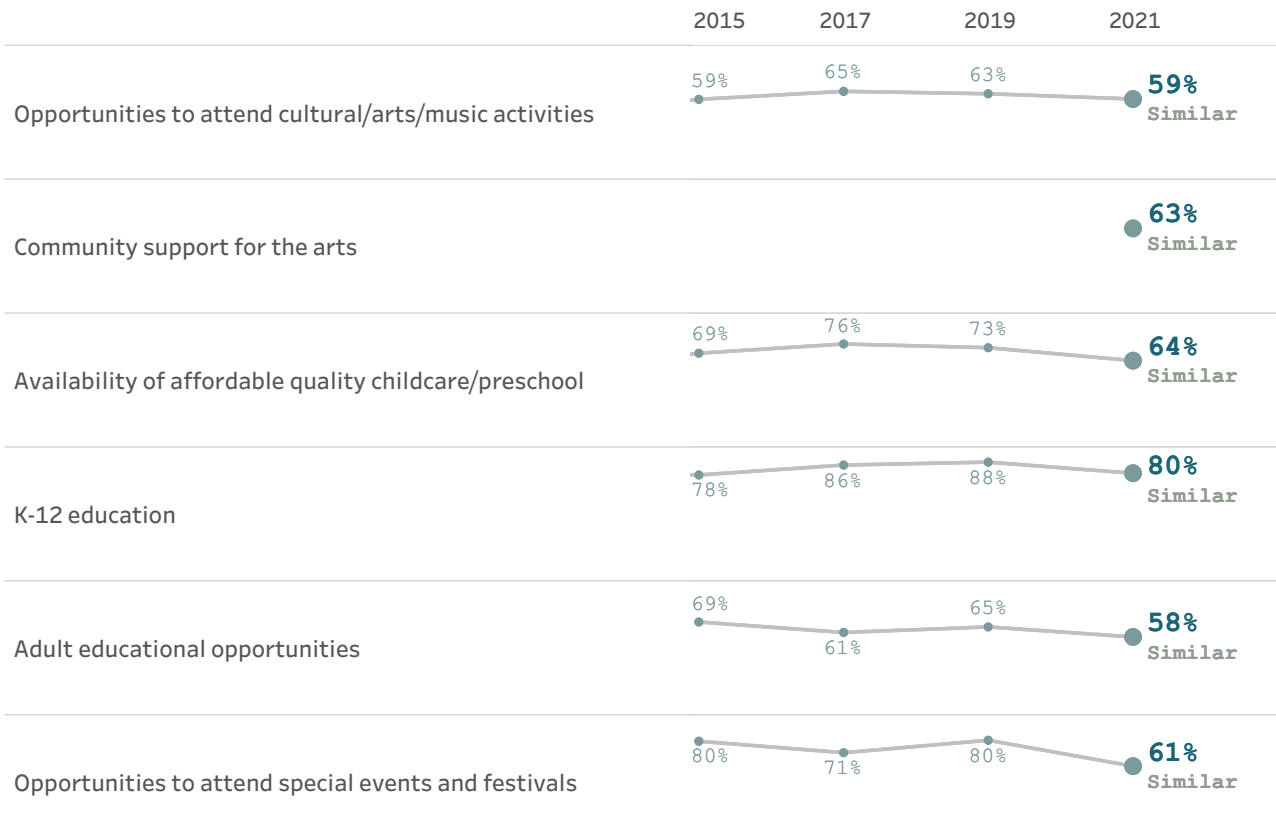 2015 2017 2019 2021
59% 65% 63% 59%
Opportunities to attend cultural/arts/music activities Similar
63%
Community support for the arts Similar
69% 76% 73% 64%
Availability of affordable quality childcare/preschool Similar
78% 86% 88% 80%
K-12 education Similar
69% 61% 65% 58%
Adult educational opportunities Similar
80% 71% 80% 61%
Opportunities to attend special events and festivals Similar